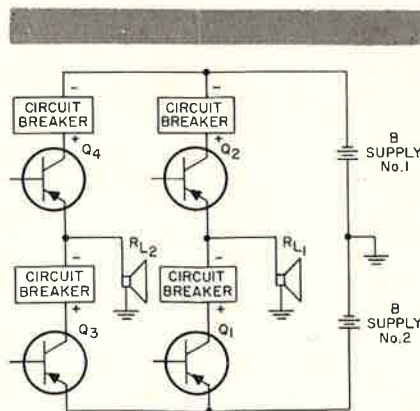 −
−
CIRCUIT
BREAKER
CIRCUIT
BREAKER
+
+
Q4
Q2
B
SUPPLY
No.1
RL2
RL1
−
−
CIRCUIT
BREAKER
CIRCUIT
BREAKER
+
+
Q3
Q1
B
SUPPLY
No.2